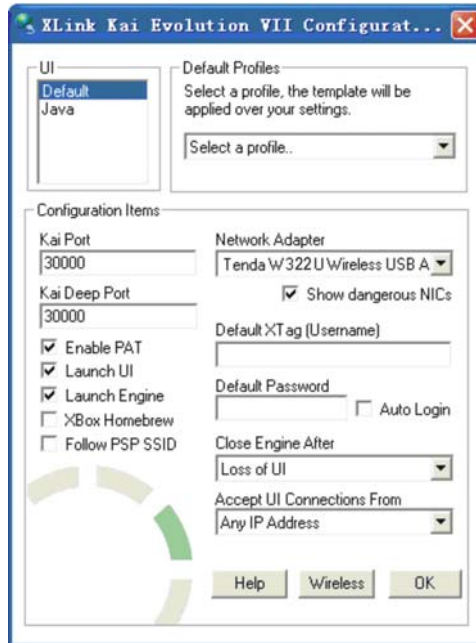 XLink Kai Evolution VII Configurat...
UI
Default
Java
Default Profiles
Select a profile, the template will be
applied over your settings.
Select a profile..
Configuration Items
Kai Port
30000
Kai Deep Port
30000
Enable PAT
Launch UI
Launch Engine
XBox Homebrew
Follow PSP SSID
Network Adapter
Tenda W322U Wireless USB A
Show dangerous NICs
Default XTag (Username)
Default Password
Auto Login
Close Engine After
Loss of UI
Accept UI Connections From
Any IP Address
Help
Wireless
OK